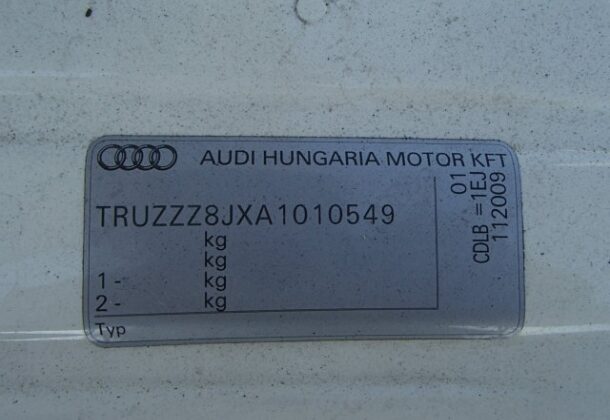 AUDI HUNGARIA MOTOR KFT
TRUZZZ8JXA1010549
kg
kg
1 - kg
2 - kg
Typ
01
CDLB =1EJ
112009